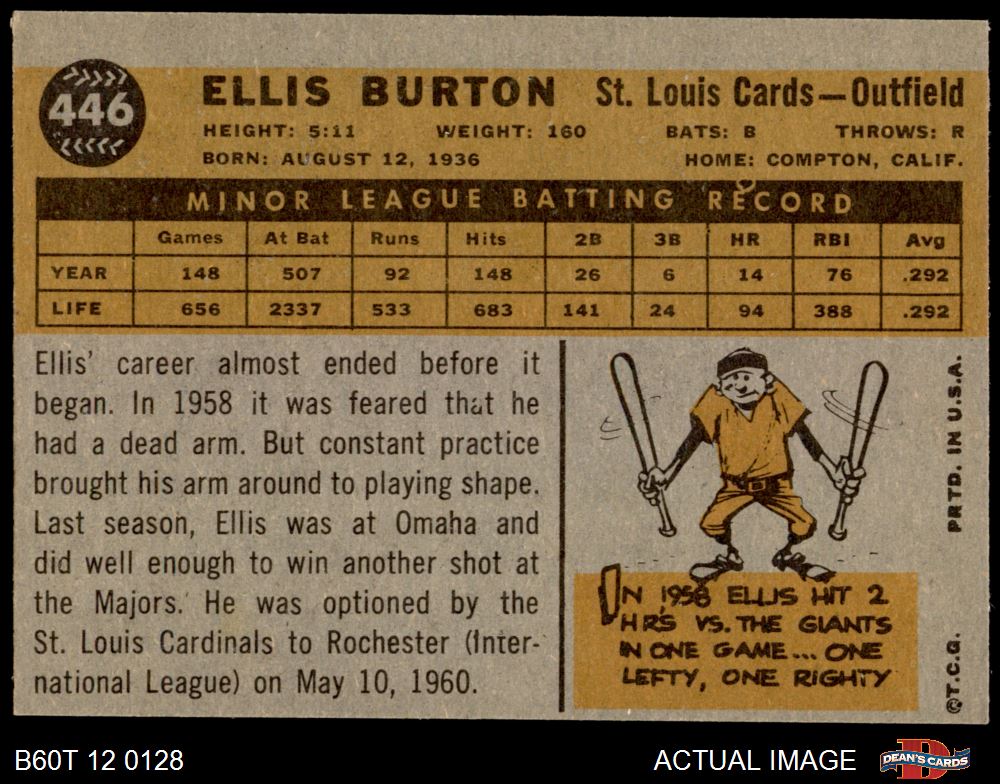 446
ELLIS BURTON St. Louis Cards—Outfield
HEIGHT: 5:11 WEIGHT: 160 BATS: B THROWS: R
BORN: AUGUST 12, 1936 HOME: COMPTON, CALIF.
MINOR LEAGUE BATTING RECORD
Games At Bat Runs Hits 2B 3B HR RBI Avg
YEAR 148 507 92 148 26 6 14 76 .292
LIFE 656 2337 533 683 141 24 94 388 .292
Ellis' career almost ended before it
began. In 1958 it was feared that he
had a dead arm. But constant practice
brought his arm around to playing shape.
Last season, Ellis was at Omaha and
did well enough to win another shot at
the Majors. He was optioned by the
St. Louis Cardinals to Rochester (Inter-
national League) on May 10, 1960.
IN 1958 ELLIS HIT 2
HRS VS. THE GIANTS
IN ONE GAME... ONE
LEFTY, ONE RIGHTY
©T.C.G. PRTD. IN U.S.A.
B60T 12 0128 ACTUAL IMAGE
D
DEAN'S CARDS